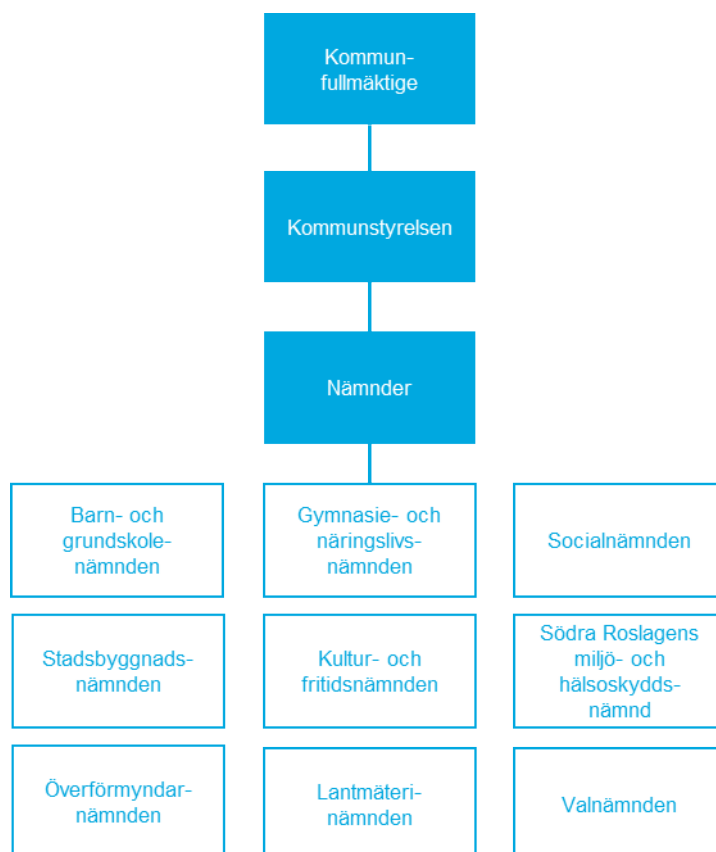 Kommun-
fullmäktige
Kommunstyrelsen
Nämnder
Barn- och
grundskole-
nämnden
Gymnasie- och
näringslivs-
nämnden
Socialnämnden
Stadsbyggnads-
nämnden
Kultur- och
fritidsnämnden
Södra Roslagens
miljö- och
hälsoskydds-
nämnd
Överförmyndar-
nämnden
Lantmäteri-
nämnden
Valnämnden